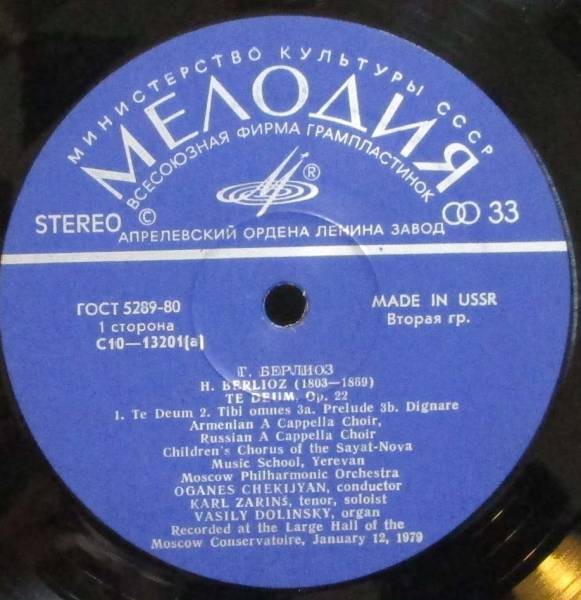 МИНИСТЕРСТВО КУЛЬТУРЫ СССР
МЕЛОДИЯ
ВСЕСОЮЗНАЯ ФИРМА ГРАМПЛАСТИНОК
®
STEREO © 33
АПРЕЛЕВСКИЙ ОРДЕНА ЛЕНИНА ЗАВОД
ГОСТ 5289-80
1 сторона
С10—13201(а)
MADE IN USSR
Вторая гр.
Г. БЕРЛИОЗ
H. BERLIOZ (1803—1869)
TE DEUM, Op. 22
1. Te Deum 2. Tibi omnes 3a. Prelude 3b. Dignare
Armenian A Cappella Choir,
Russian A Cappella Choir
Children's Chorus of the Sayat-Nova
Music School, Yerevan
Moscow Philharmonic Orchestra
OGANES CHEKIJYAN, conductor
KARL ZARINŠ, tenor, soloist
VASILY DOLINSKY, organ
Recorded at the Large Hall of the
Moscow Conservatoire, January 12, 1979